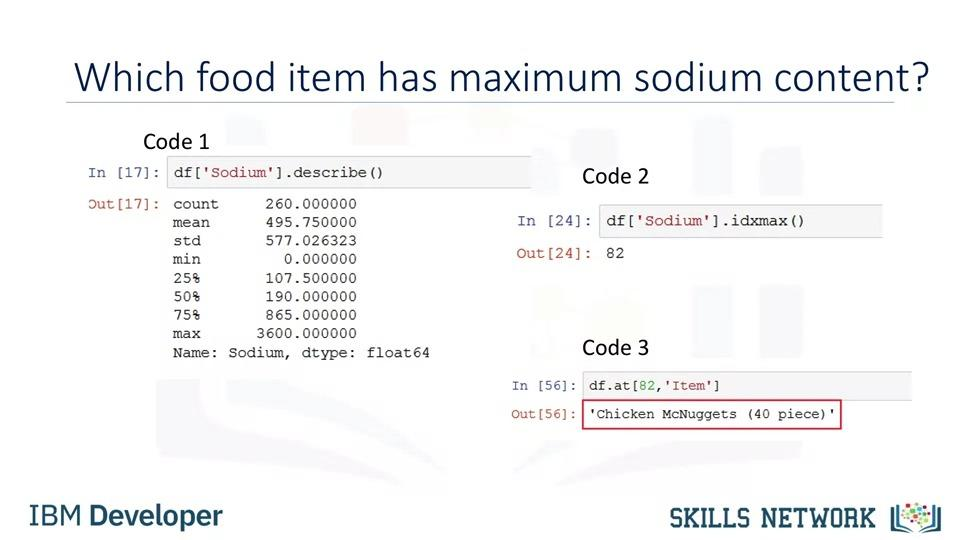 Which food item has maximum sodium content?
Code 1
In [17]: df['Sodium'].describe()
Out[17]: count 260.000000
mean 495.750000
std 577.026323
min 0.000000
25% 107.500000
50% 190.000000
75% 865.000000
max 3600.000000
Name: Sodium, dtype: float64
Code 2
In [24]: df['Sodium'].idxmax()
Out[24]: 82
Code 3
In [56]: df.at[82,'Item']
Out[56]: 'Chicken McNuggets (40 piece)'
IBM Developer
SKILLS NETWORK